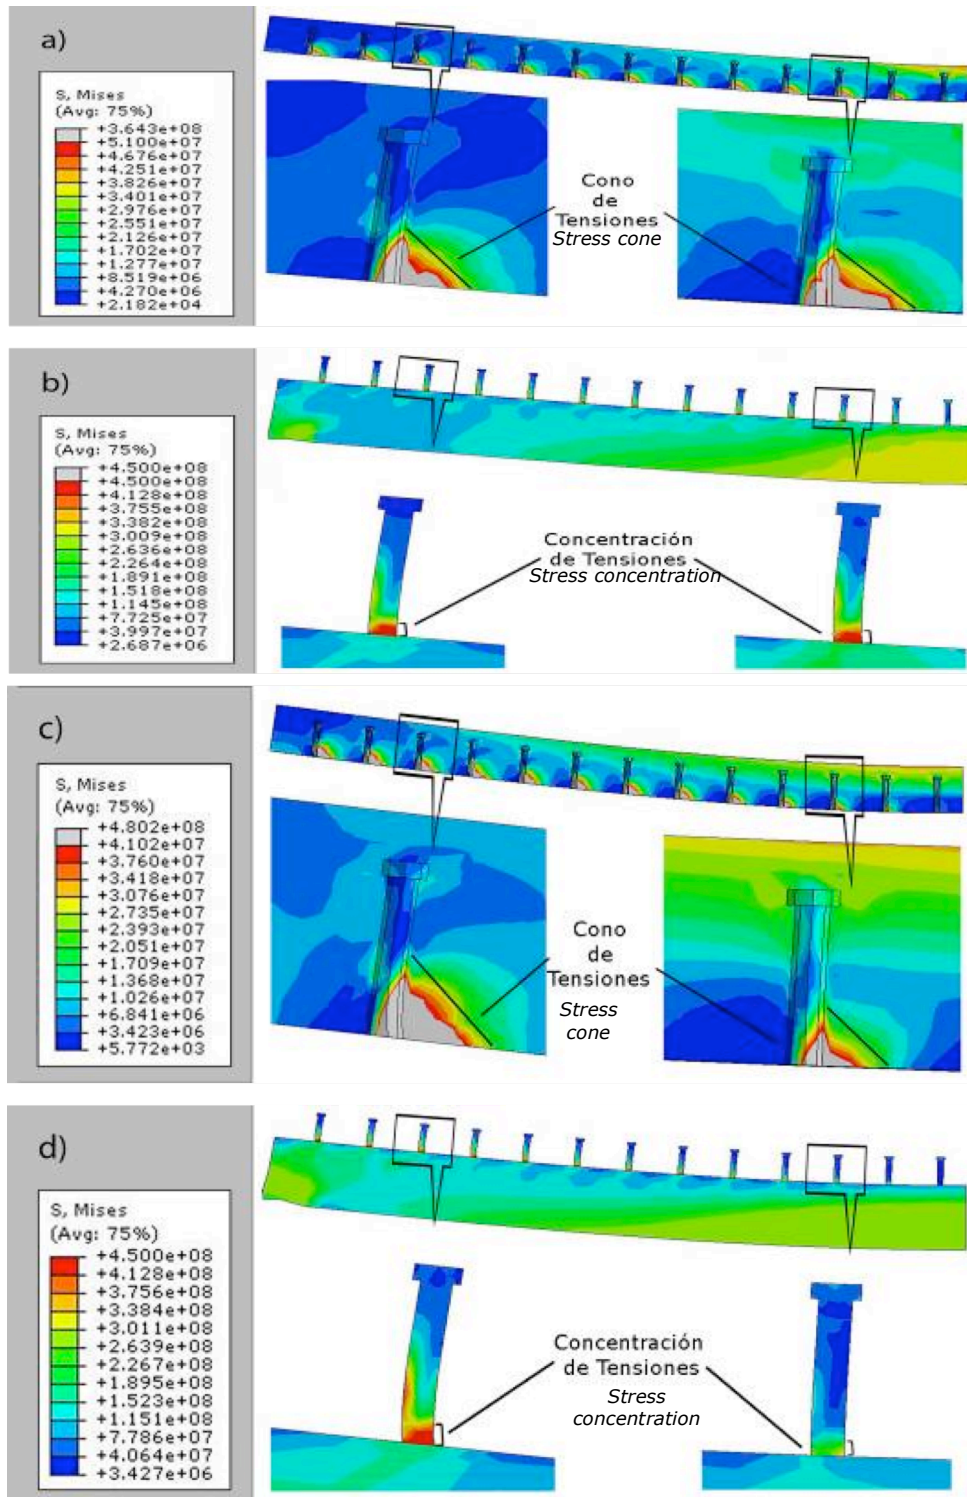 a)
S, Mises
(Avg: 75%)
+3.643e+08
+5.100e+07
+4.676e+07
+4.251e+07
+3.826e+07
+3.401e+07
+2.976e+07
+2.551e+07
+2.126e+07
+1.702e+07
+1.277e+07
+8.519e+06
+4.270e+06
+2.182e+04
Cono
de
Tensiones
Stress cone
b)
S, Mises
(Avg: 75%)
+4.500e+08
+4.500e+08
+4.128e+08
+3.755e+08
+3.382e+08
+3.009e+08
+2.636e+08
+2.264e+08
+1.891e+08
+1.518e+08
+1.145e+08
+7.725e+07
+3.997e+07
+2.687e+06
Concentración
de Tensiones
Stress concentration
c)
S, Mises
(Avg: 75%)
+4.802e+08
+4.102e+07
+3.760e+07
+3.418e+07
+3.076e+07
+2.735e+07
+2.393e+07
+2.051e+07
+1.709e+07
+1.368e+07
+1.026e+07
+6.841e+06
+3.423e+06
+5.772e+03
Cono
de
Tensiones
Stress
cone
d)
S, Mises
(Avg: 75%)
+4.500e+08
+4.128e+08
+3.756e+08
+3.384e+08
+3.011e+08
+2.639e+08
+2.267e+08
+1.895e+08
+1.523e+08
+1.151e+08
+7.786e+07
+4.064e+07
+3.427e+06
Concentración
de Tensiones
Stress
concentration